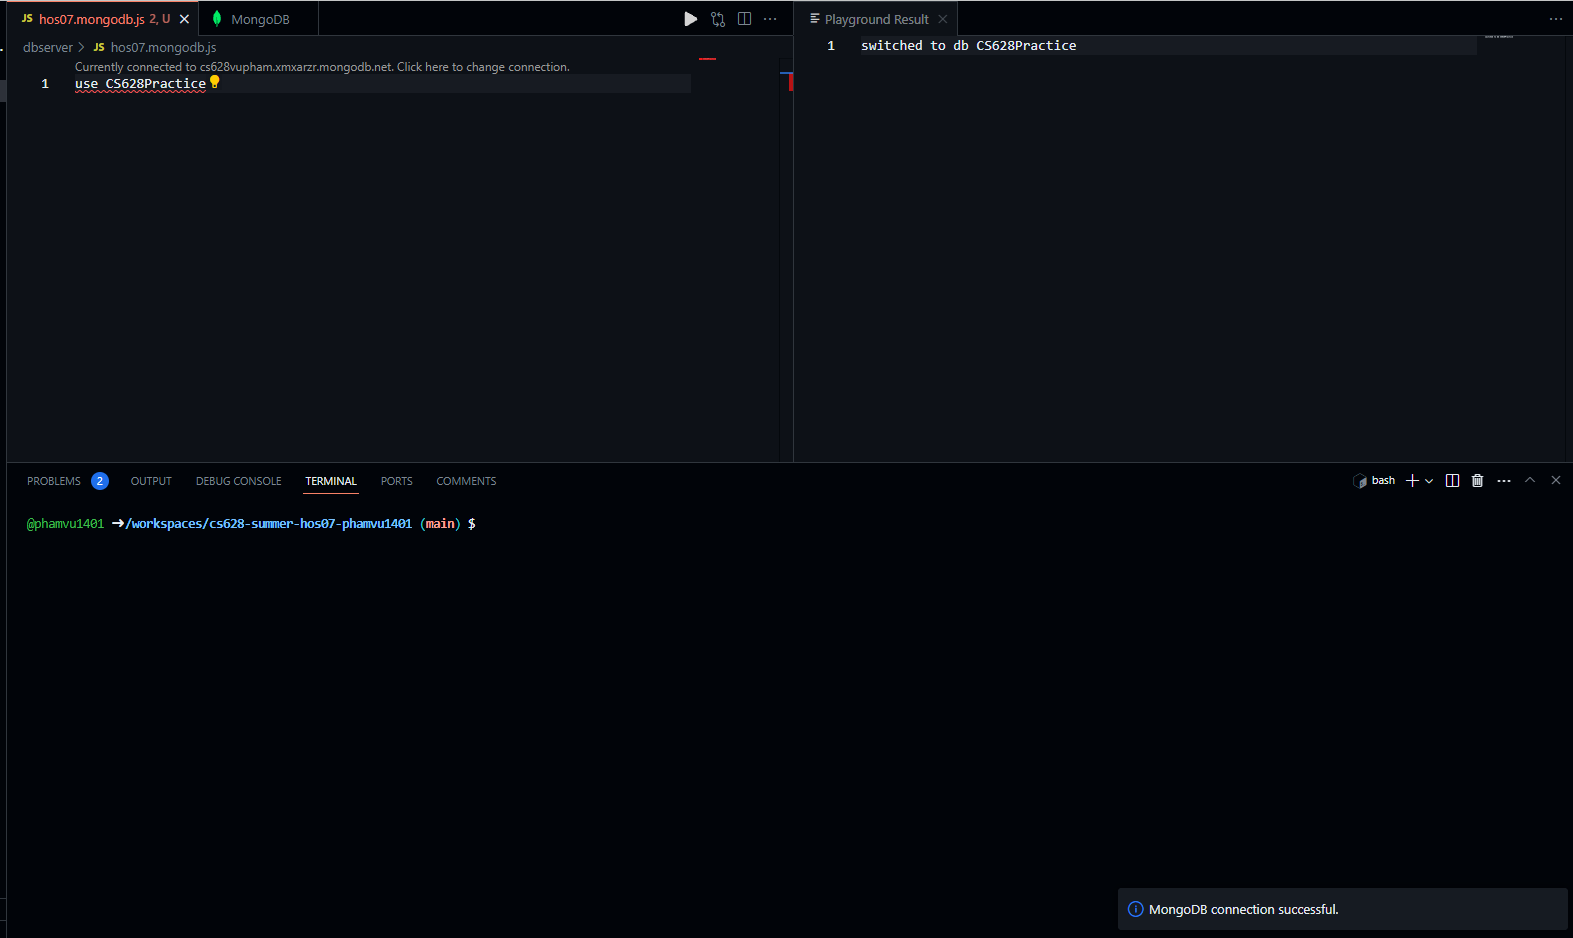 JS hos07.mongodb.js 2, U
MongoDB
dbserver > JS hos07.mongodb.js
Currently connected to cs628vupham.xmxarzr.mongodb.net. Click here to change connection.
1 use CS628Practice
Playground Result
1 switched to db CS628Practice
PROBLEMS 2 OUTPUT DEBUG CONSOLE TERMINAL PORTS COMMENTS
bash
@phamvu1401 ➜/workspaces/cs628-summer-hos07-phamvu1401 (main) $
MongoDB connection successful.